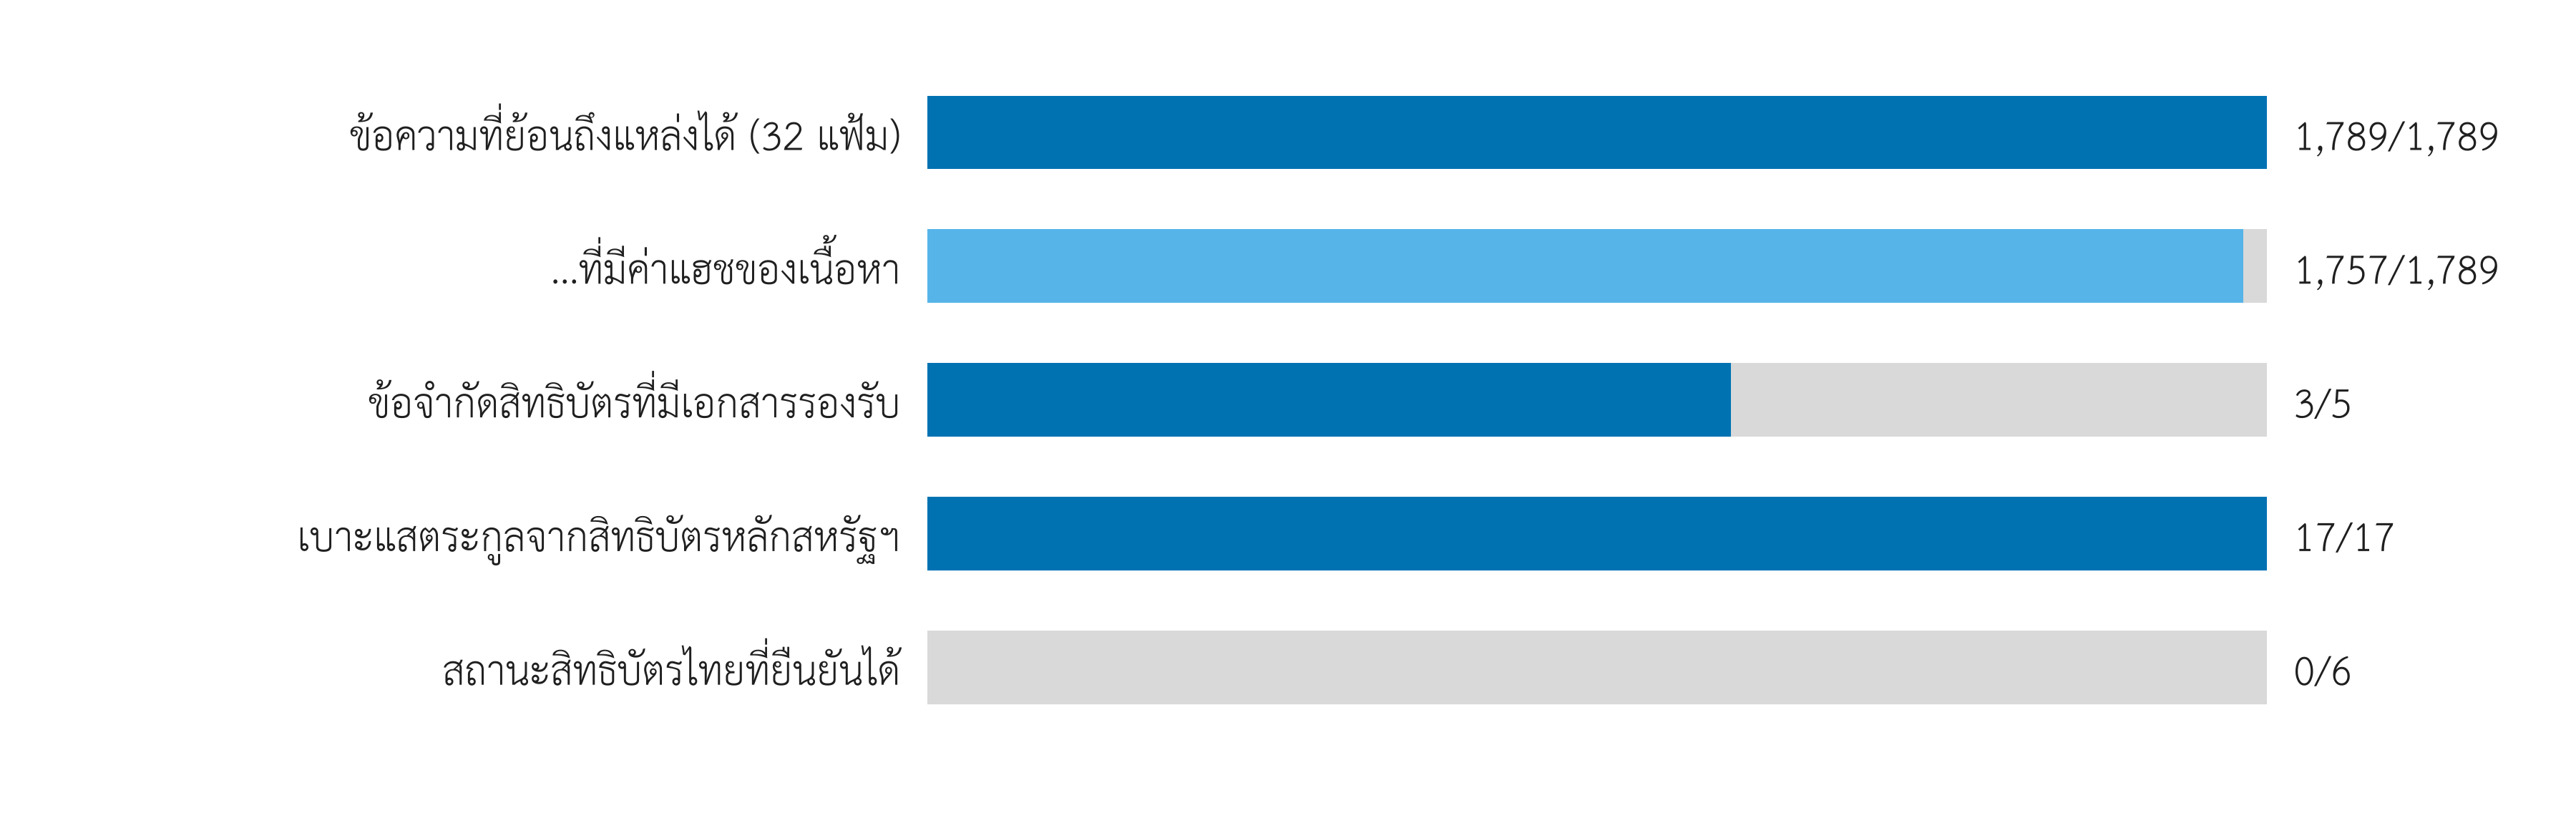 ข้อความที่ย้อนถึงแหล่งได้ (32 แฟ้ม) 1,789/1,789
...ที่มีค่าแฮชของเนื้อหา 1,757/1,789
ข้อจำกัดสิทธิบัตรที่มีเอกสารรองรับ 3/5
เบาะแสตระกูลจากสิทธิบัตรหลักสหรัฐฯ 17/17
สถานะสิทธิบัตรไทยที่ยืนยันได้ 0/6